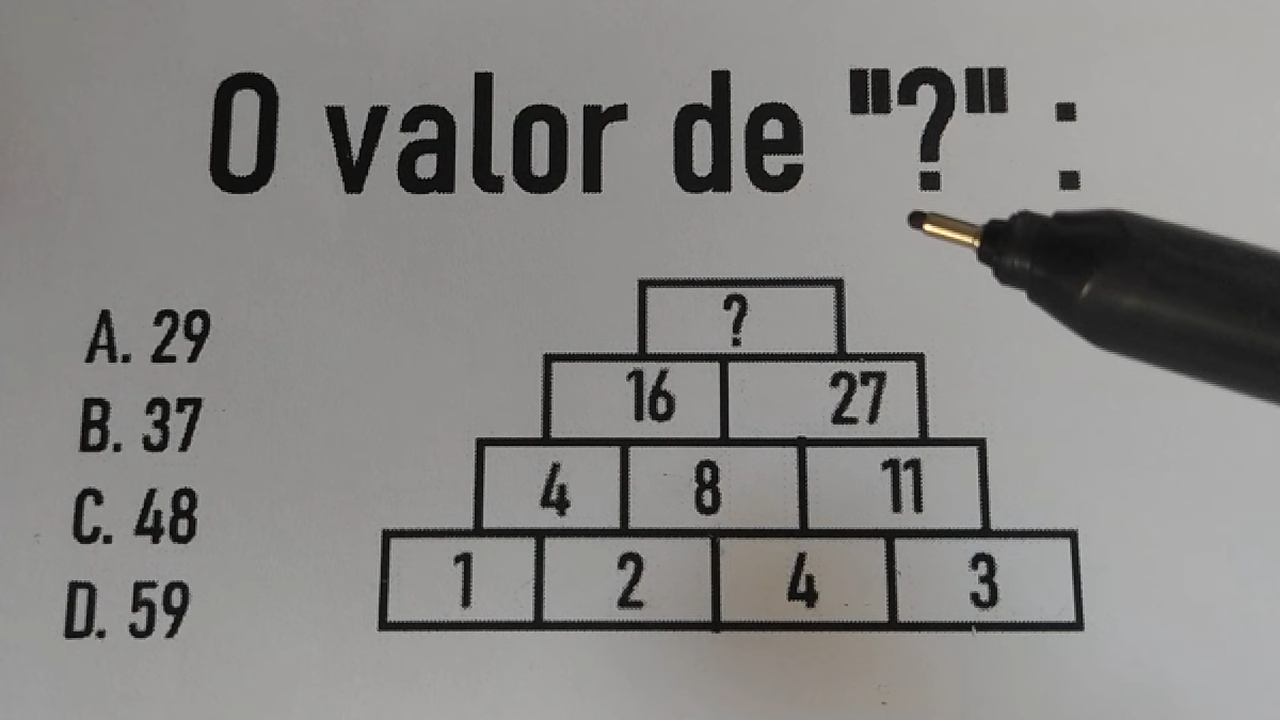 O valor de "?" :
A. 29
B. 37
C. 48
D. 59
?
16 27
4 8 11
1 2 4 3